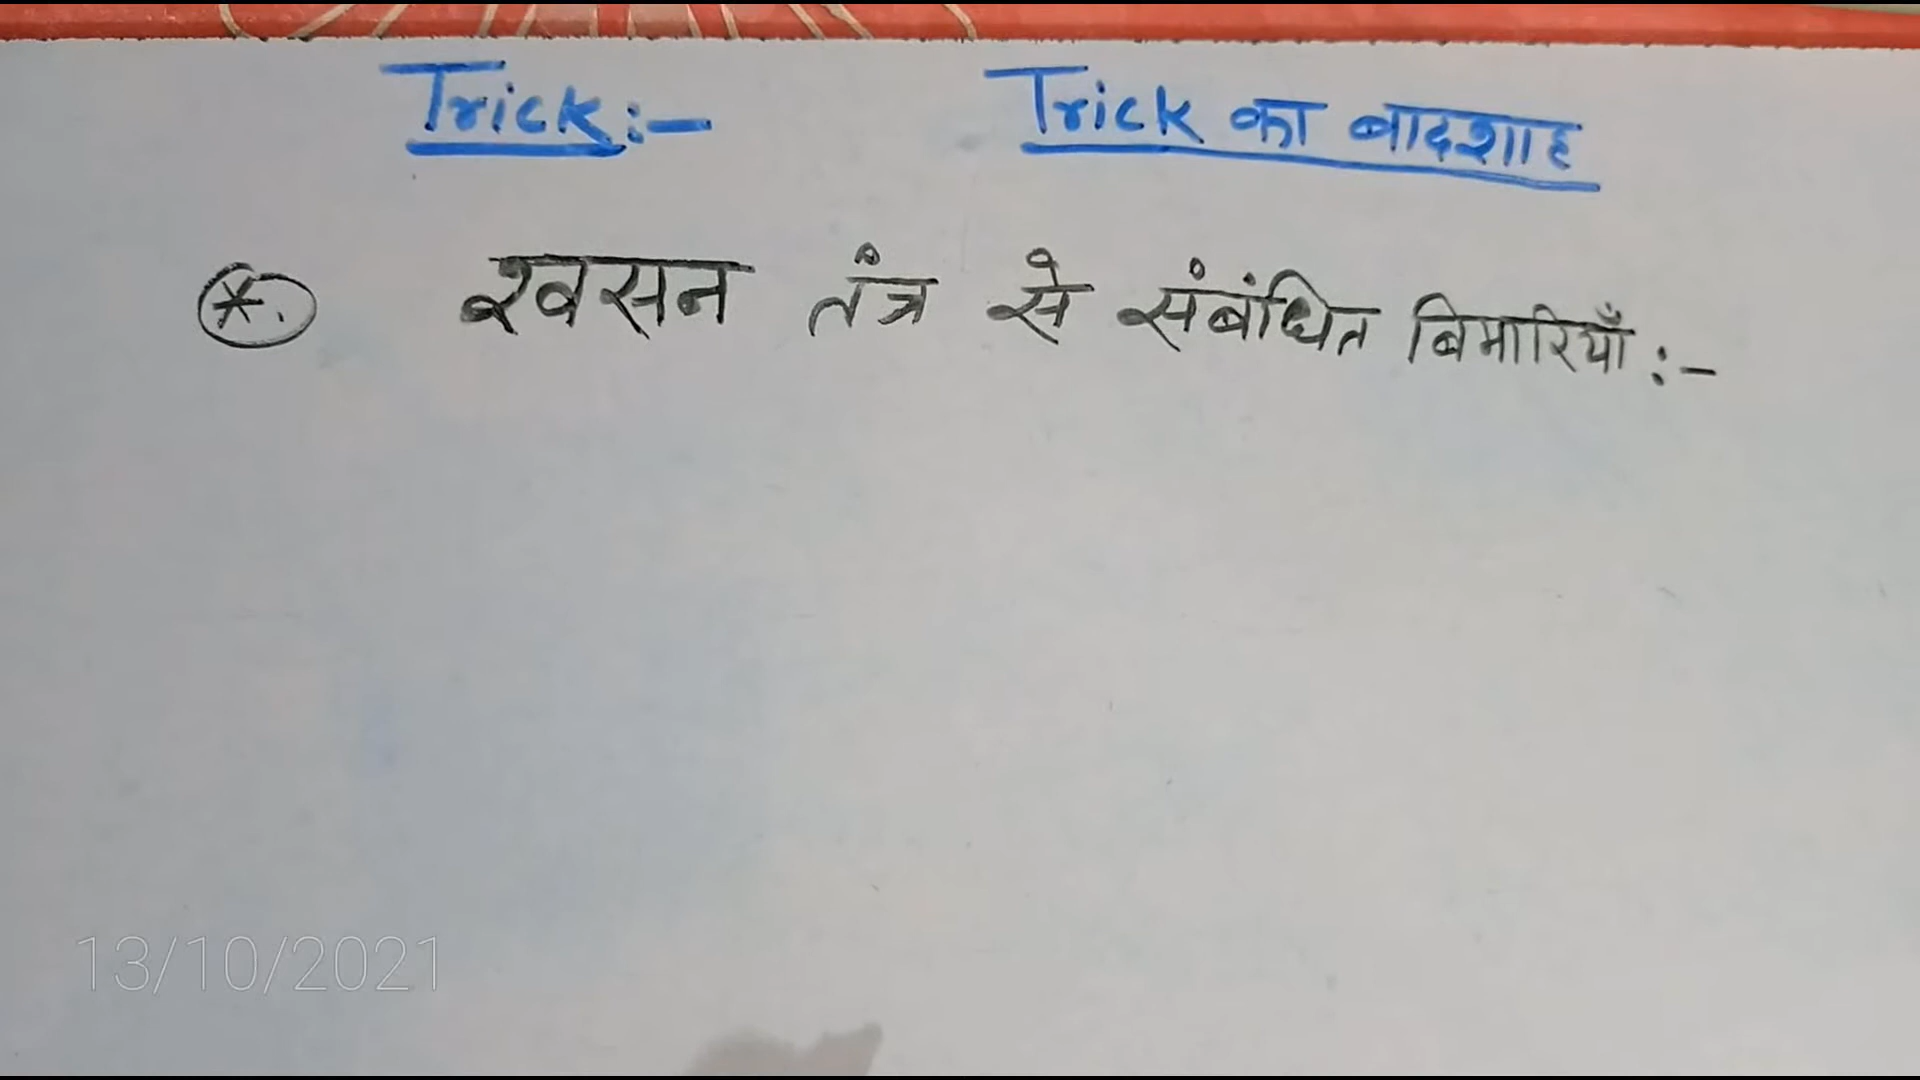 Trick:- Trick का बादशाह
*. श्वसन तंत्र से संबंधित बिमारियाँ :-
13/10/2021